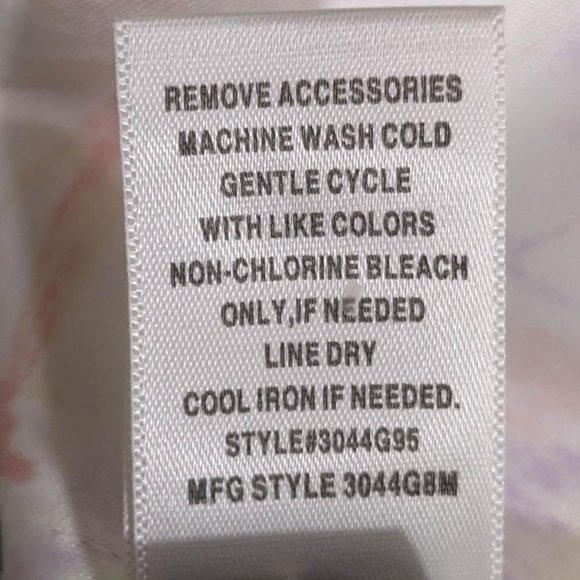 REMOVE ACCESSORIES
MACHINE WASH COLD
GENTLE CYCLE
WITH LIKE COLORS
NON-CHLORINE BLEACH
ONLY,IF NEEDED
LINE DRY
COOL IRON IF NEEDED.
STYLE#3044G95
MFG STYLE 3044G8M